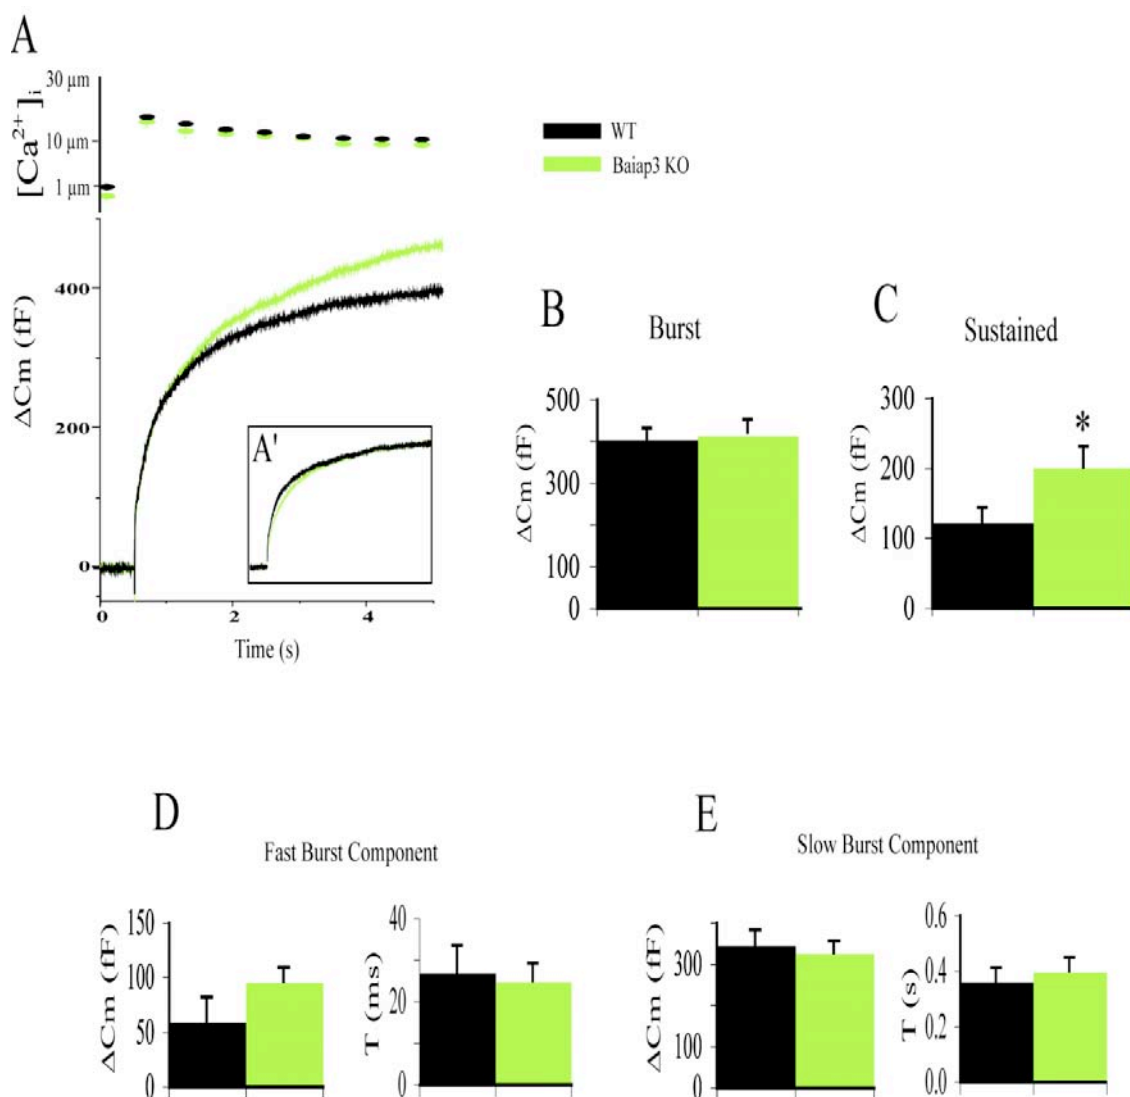 A
[Ca²⁺]i
30 µm
10 µm
1 µm
WT
Baiap3 KO
ΔCm (fF)
400
200
0
A'
0
2
4
Time (s)
B
Burst
ΔCm (fF)
500
300
100
0
C
Sustained
ΔCm (fF)
300
200
100
0
*
D
Fast Burst Component
ΔCm (fF)
150
100
50
0
T (ms)
40
20
0
E
Slow Burst Component
ΔCm (fF)
300
100
0
T (s)
0.6
0.4
0.2
0.0